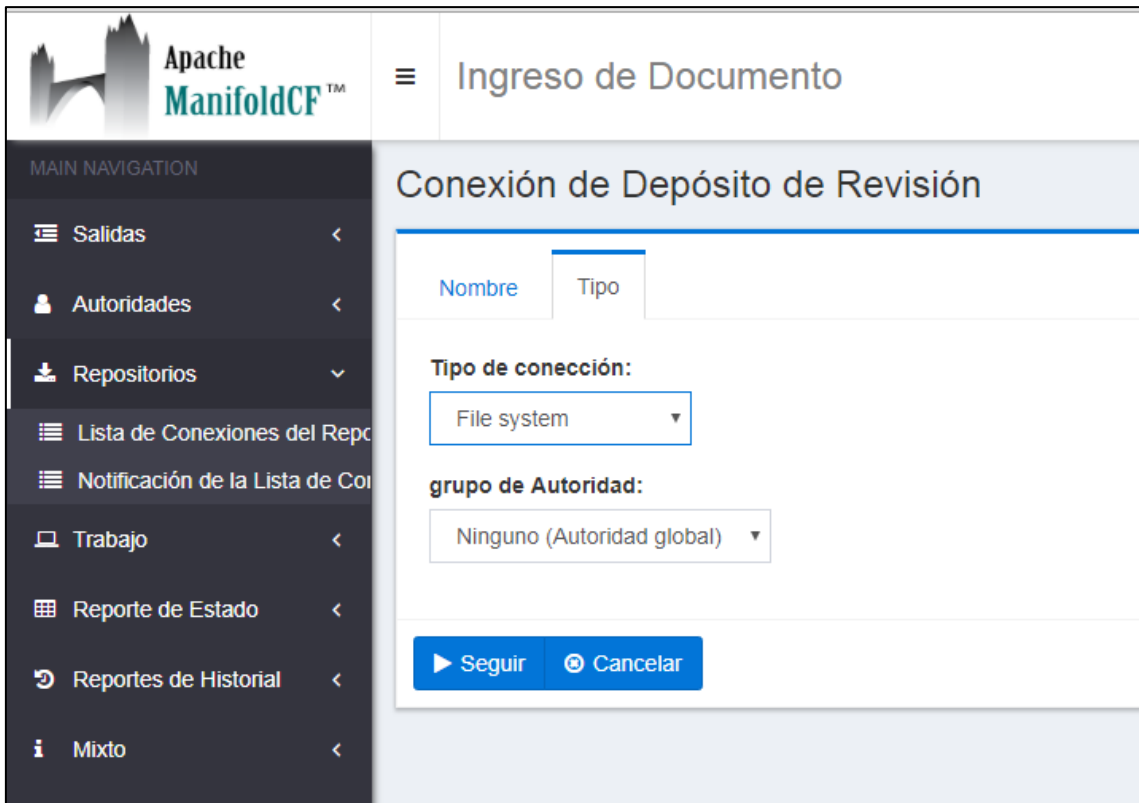 Apache
ManifoldCF™
Ingreso de Documento
MAIN NAVIGATION
Salidas
Autoridades
Repositorios
Lista de Conexiones del Repo
Notificación de la Lista de Con
Trabajo
Reporte de Estado
Reportes de Historial
Mixto
Conexión de Depósito de Revisión
Nombre Tipo
Tipo de conección:
File system
grupo de Autoridad:
Ninguno (Autoridad global)
Seguir Cancelar